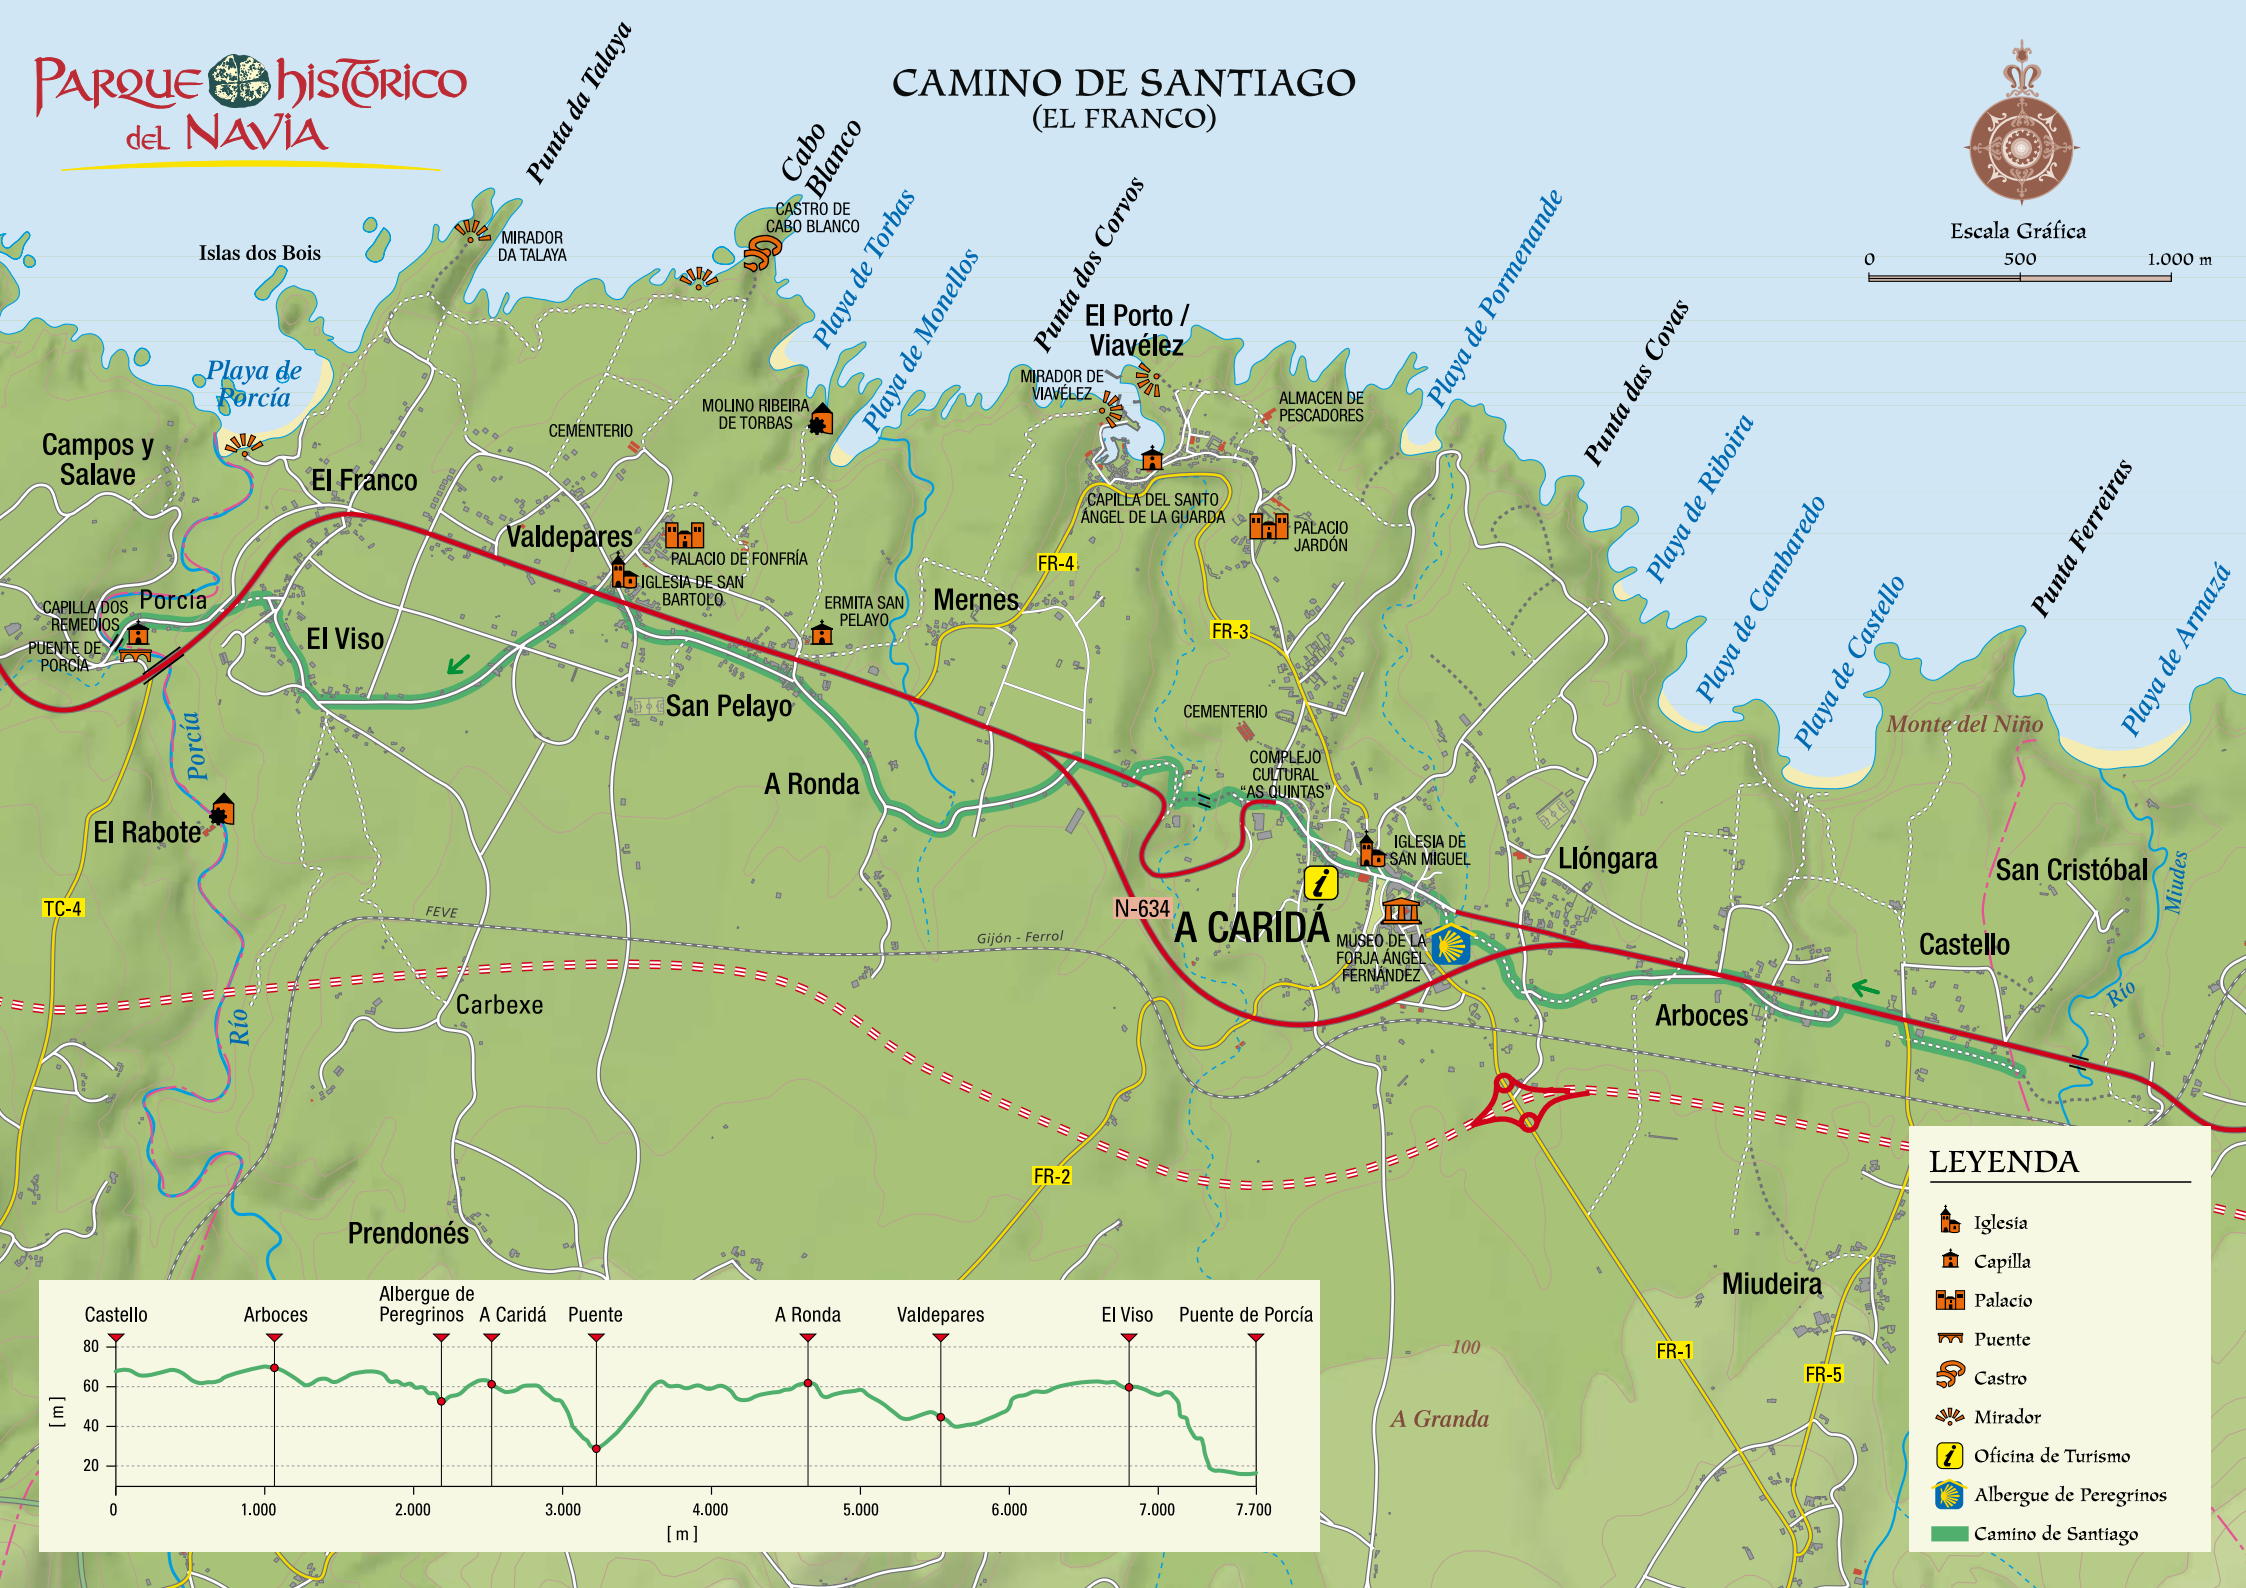 PARQUE hisTÓRICO
del NAVIA
CAMINO DE SANTIAGO
(EL FRANCO)
Escala Gráfica
0 500 1.000 m
Punta da Talaya
Cabo
Blanco
CASTRO DE
CABO BLANCO
Playa de Torbas
Playa de Monellos
Punta dos Corvos
Playa de Pormenande
Punta das Covas
Playa de Riboira
Playa de Cambaredo
Playa de Castello
Punta Ferreiras
Playa de Armazá
Islas dos Bois
MIRADOR
DA TALAYA
Playa de
Porcía
El Porto /
Viavélez
MIRADOR DE
VIAVÉLEZ
ALMACEN DE
PESCADORES
MOLINO RIBEIRA
DE TORBAS
CEMENTERIO
Campos y
Salave
El Franco
Valdepares
PALACIO DE FONFRÍA
IGLESIA DE SAN
BARTOLO
CAPILLA DEL SANTO
ÁNGEL DE LA GUARDA
PALACIO
JARDÓN
FR-4
FR-3
Mernes
ERMITA SAN
PELAYO
CAPILLA DOS
REMEDIOS
Porcía
PUENTE DE
PORCÍA
El Viso
San Pelayo
Porcía
CEMENTERIO
Monte del Niño
COMPLEJO
CULTURAL
“AS QUINTAS”
A Ronda
El Rabote
IGLESIA DE
SAN MIGUEL
Llóngara
San Cristóbal
Miudes
TC-4
FEVE
Gijón - Ferrol
N-634
A CARIDÁ
MUSEO DE LA
FORJA ÁNGEL
FERNÁNDEZ
Castello
Río
Carbexe
Río
Arboces
FR-2
Prendonés
Miudeira
100
FR-1
FR-5
A Granda
LEYENDA
Iglesia
Capilla
Palacio
Puente
Castro
Mirador
Oficina de Turismo
Albergue de Peregrinos
Camino de Santiago
Castello
Arboces
Albergue de
Peregrinos
A Caridá
Puente
A Ronda
Valdepares
El Viso
Puente de Porcía
80
60
40
20
[ m ]
0 1.000 2.000 3.000 4.000 5.000 6.000 7.000 7.700
[ m ]